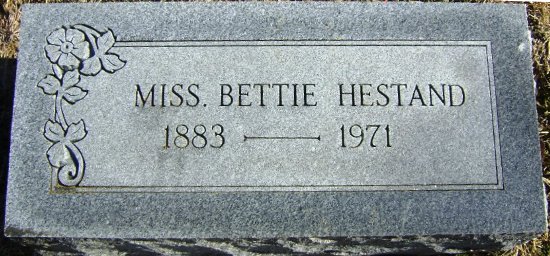 MISS. BETTIE HESTAND
1883 — 1971